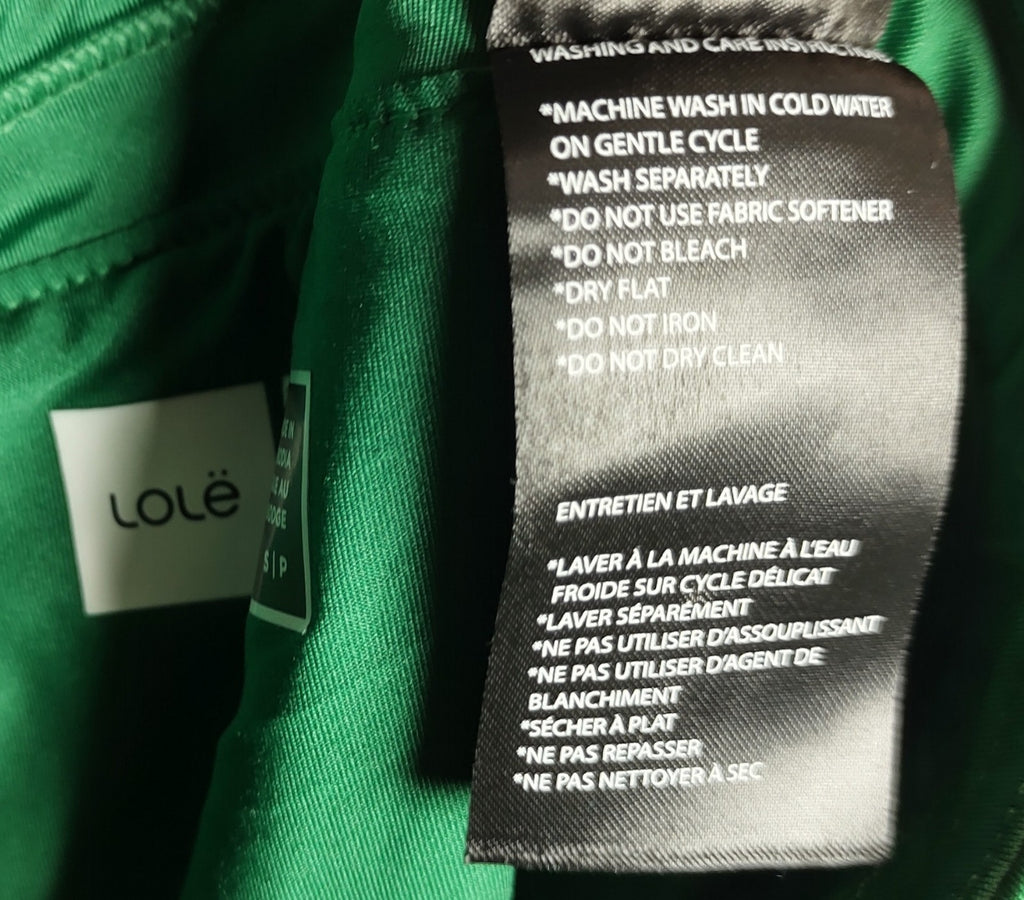 WASHING AND CARE INSTRUCTIONS
*MACHINE WASH IN COLD WATER
ON GENTLE CYCLE
*WASH SEPARATELY
*DO NOT USE FABRIC SOFTENER
*DO NOT BLEACH
*DRY FLAT
*DO NOT IRON
*DO NOT DRY CLEAN
ENTRETIEN ET LAVAGE
*LAVER À LA MACHINE À L'EAU
FROIDE SUR CYCLE DÉLICAT
*LAVER SÉPARÉMENT
*NE PAS UTILISER D'ASSOUPLISSANT
*NE PAS UTILISER D'AGENT DE
BLANCHIMENT
*SÉCHER À PLAT
*NE PAS REPASSER
*NE PAS NETTOYER À SEC
LOLË
IN
AU
S | P